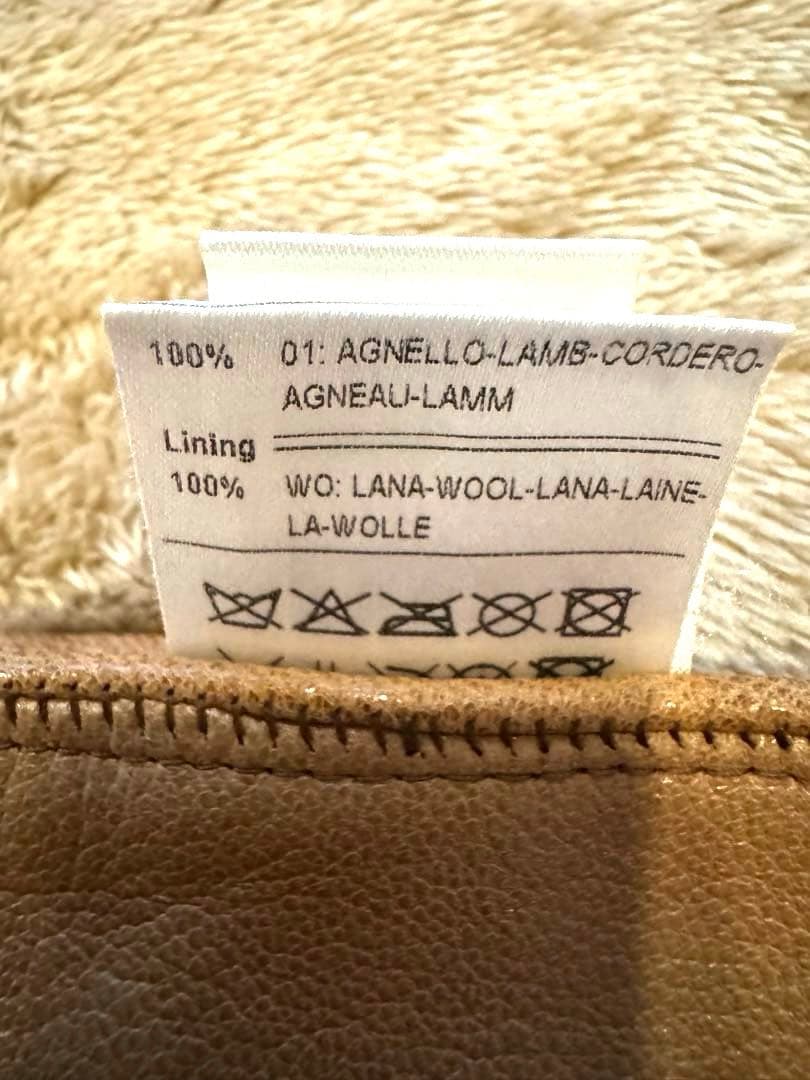 100% 01: AGNELLO-LAMB-CORDERO-
AGNEAU-LAMM
Lining
100% WO: LANA-WOOL-LANA-LAINE-
LA-WOLLE